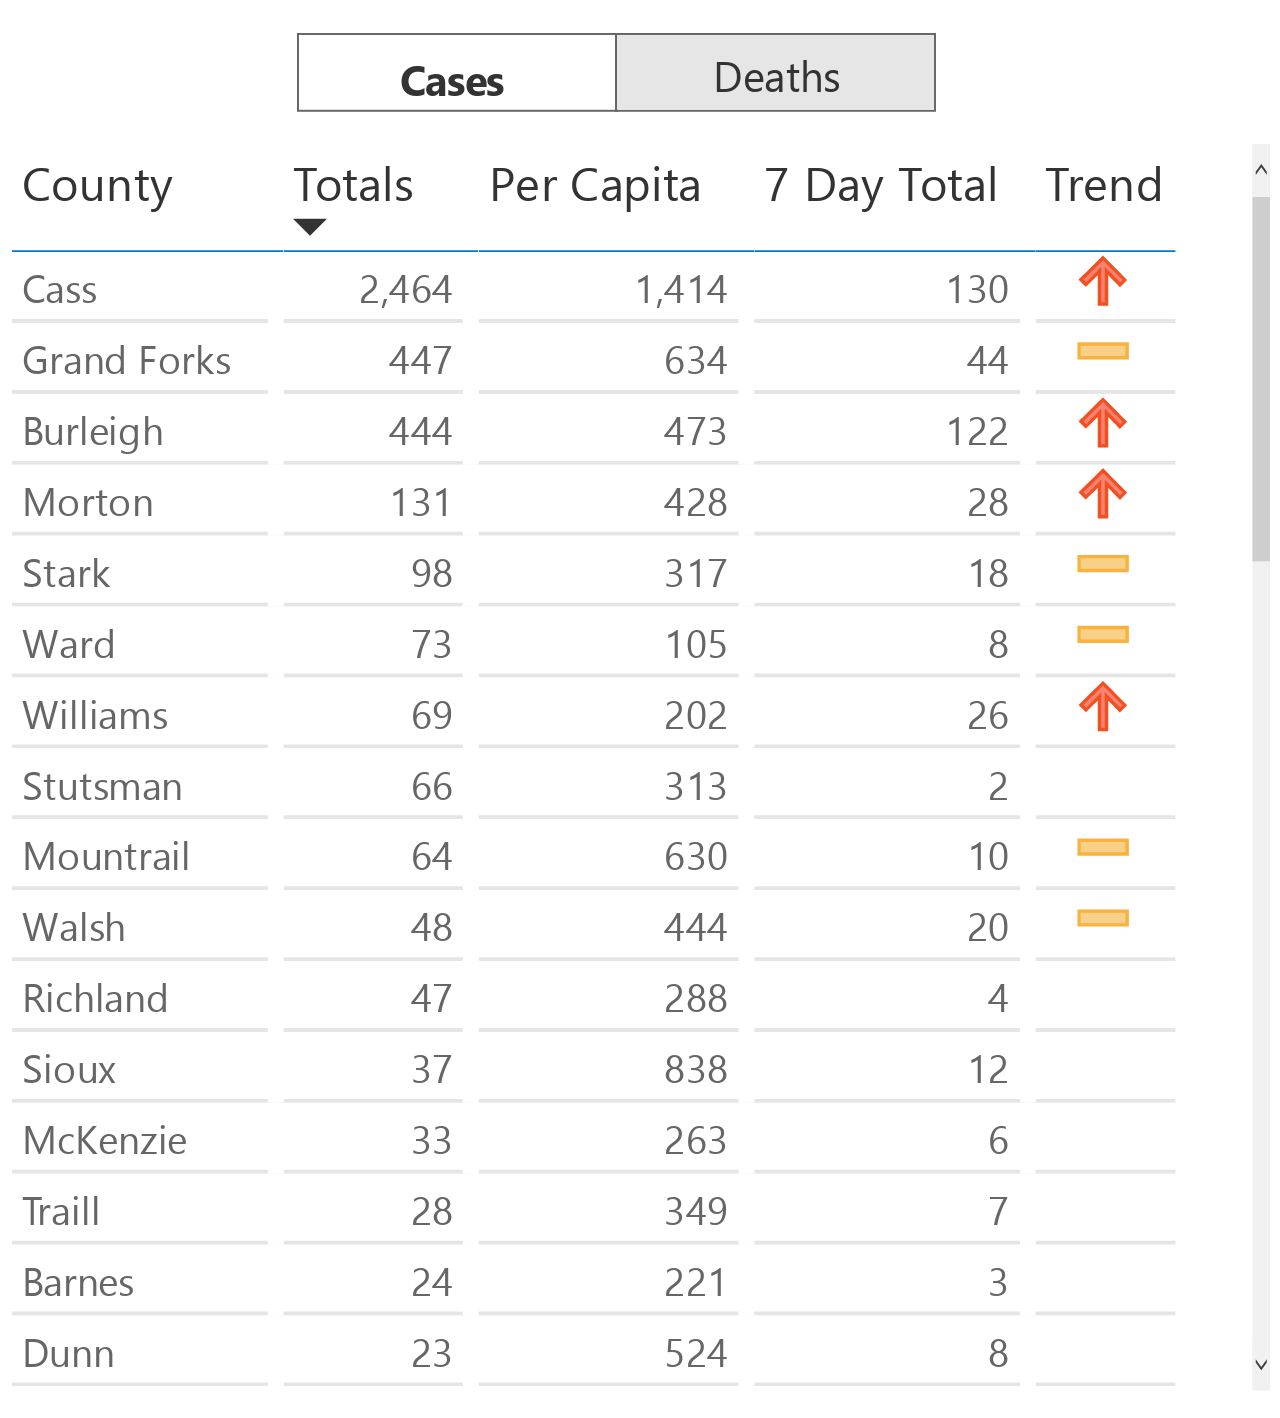 Cases Deaths
County Totals Per Capita 7 Day Total Trend
Cass 2,464 1,414 130
Grand Forks 447 634 44
Burleigh 444 473 122
Morton 131 428 28
Stark 98 317 18
Ward 73 105 8
Williams 69 202 26
Stutsman 66 313 2
Mountrail 64 630 10
Walsh 48 444 20
Richland 47 288 4
Sioux 37 838 12
McKenzie 33 263 6
Traill 28 349 7
Barnes 24 221 3
Dunn 23 524 8